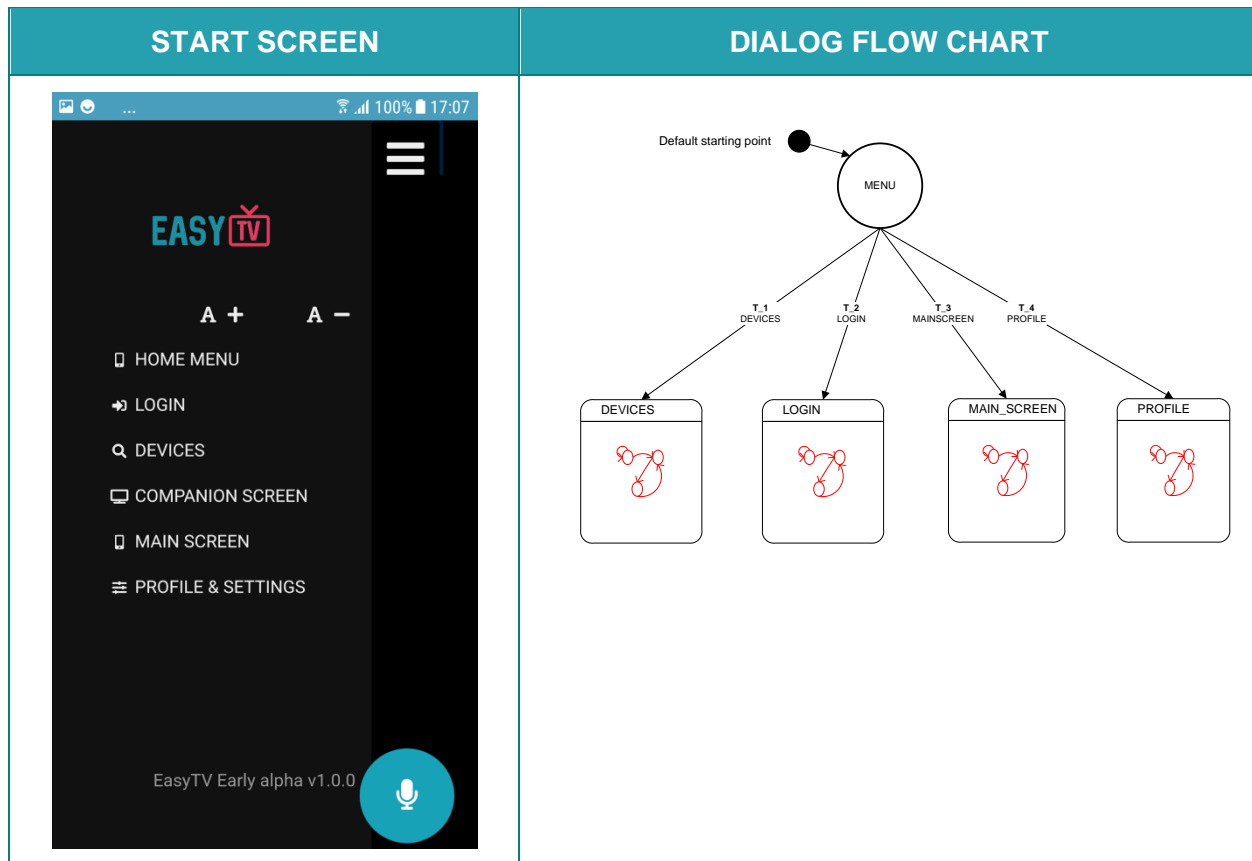 START SCREEN
DIALOG FLOW CHART
... 100% 17:07
EASY TV
A + A −
HOME MENU
LOGIN
DEVICES
COMPANION SCREEN
MAIN SCREEN
PROFILE & SETTINGS
EasyTV Early alpha v1.0.0
Default starting point
MENU
T_1 T_2 T_3 T_4
DEVICES LOGIN MAINSCREEN PROFILE
DEVICES LOGIN MAIN_SCREEN PROFILE